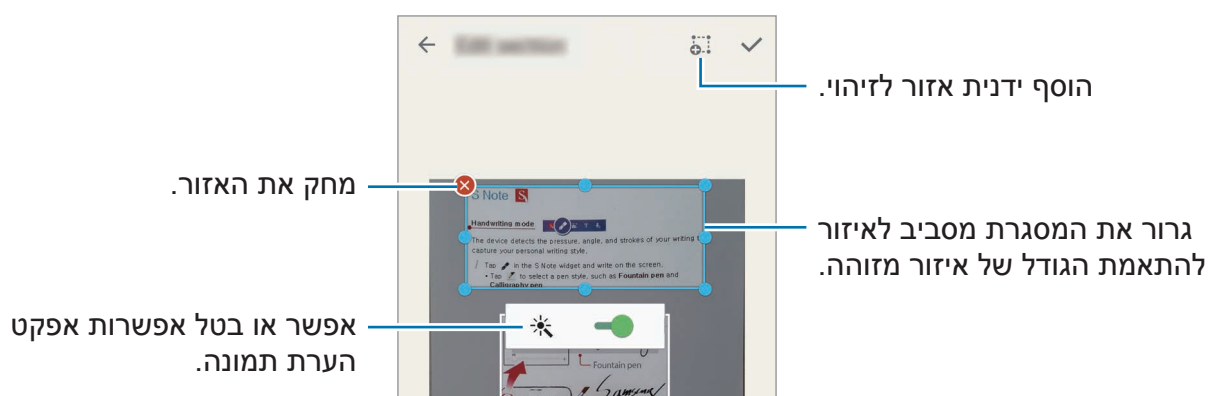 הוסף ידנית אזור לזיהוי.
מחק את האזור.
S Note
Handwriting mode
The device detects the pressure, angle, and strokes of your writing
capture your personal writing style.
Tap in the S Note widget and write on the screen.
• Tap to select a pen style, such as Fountain pen and
Calligraphy pen
גרור את המסגרת מסביב לאיזור
להתאמת הגודל של איזור מזוהה.
אפשר או בטל אפשרות אפקט
הערת תמונה.
Fountain pen
Samsung